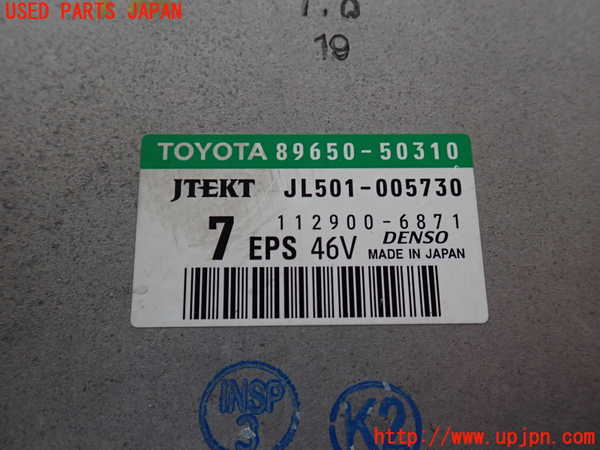 USED PARTS JAPAN
19
TOYOTA 89650-50310
JTEKT JL501-005730
112900-6871
7 EPS 46V DENSO
MADE IN JAPAN
INSP
3
K2
http://www.upjpn.com/